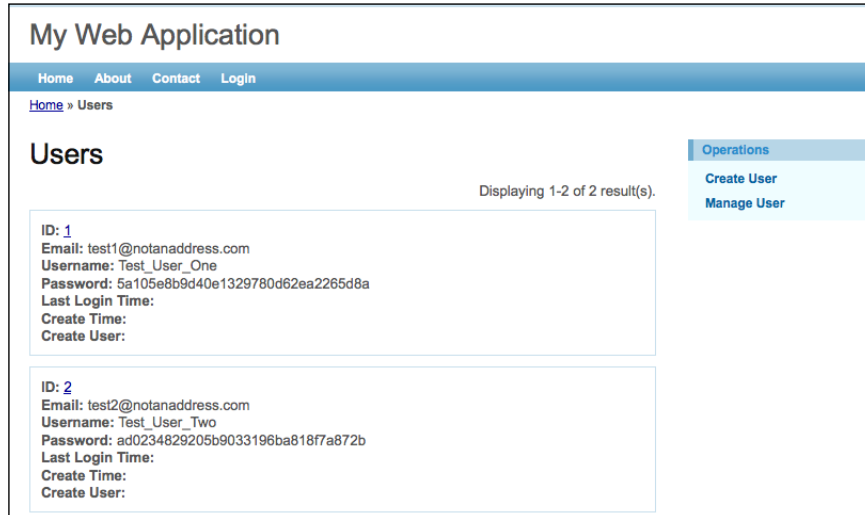 My Web Application
Home About Contact Login
Home » Users
Users
Displaying 1-2 of 2 result(s).
ID: 1
Email: test1@notanaddress.com
Username: Test_User_One
Password: 5a105e8b9d40e1329780d62ea2265d8a
Last Login Time:
Create Time:
Create User:
ID: 2
Email: test2@notanaddress.com
Username: Test_User_Two
Password: ad0234829205b9033196ba818f7a872b
Last Login Time:
Create Time:
Create User:
Operations
Create User
Manage User